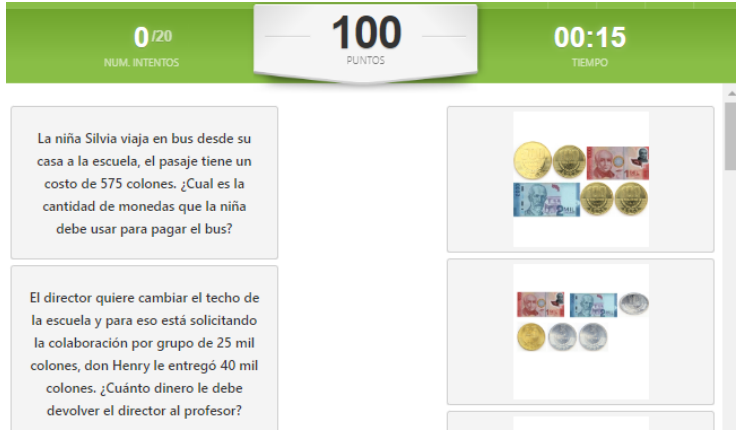 0/20
NUM. INTENTOS
100
PUNTOS
00:15
TIEMPO
La niña Silvia viaja en bus desde su
casa a la escuela, el pasaje tiene un
costo de 575 colones. ¿Cual es la
cantidad de monedas que la niña
debe usar para pagar el bus?
El director quiere cambiar el techo de
la escuela y para eso está solicitando
la colaboración por grupo de 25 mil
colones, don Henry le entregó 40 mil
colones. ¿Cuánto dinero le debe
devolver el director al profesor?